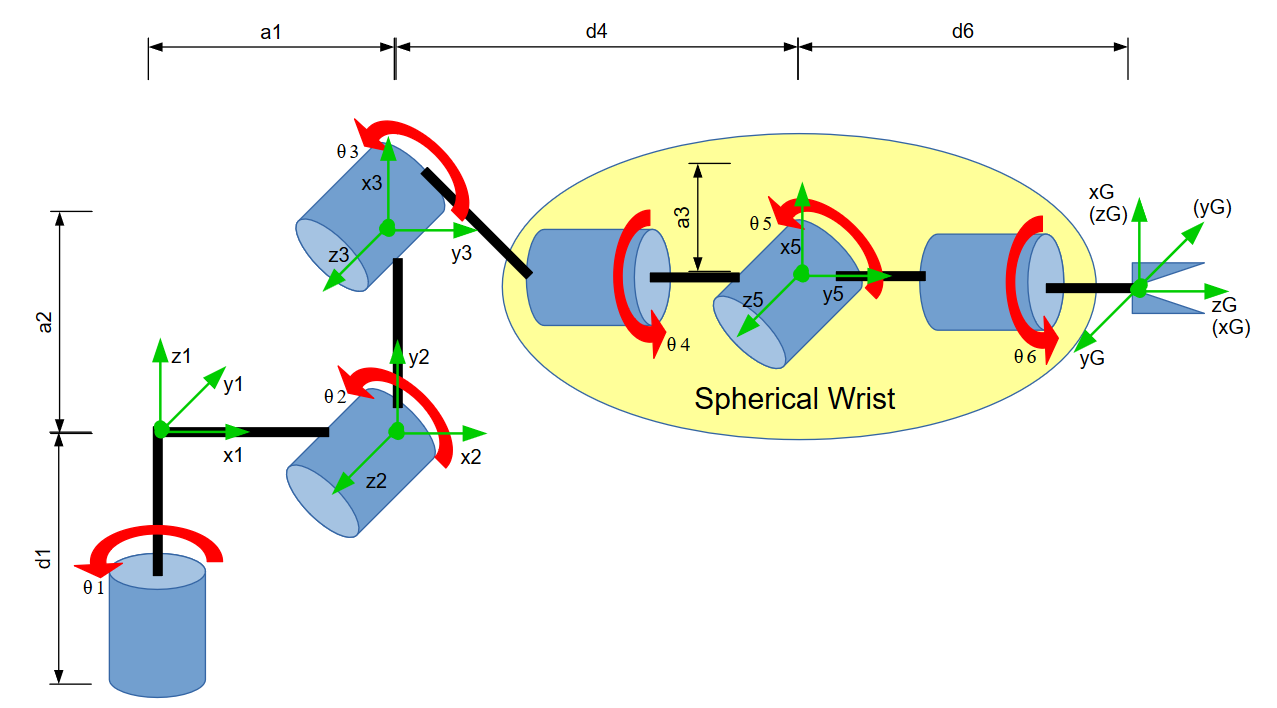 a1
d4
d6
θ 3
x3
z3
y3
a3
θ 5
x5
z5
y5
xG
(zG)
(yG)
zG
(xG)
yG
a2
z1
y1
x1
θ 2
y2
x2
z2
θ 4
θ 6
Spherical Wrist
d1
θ 1